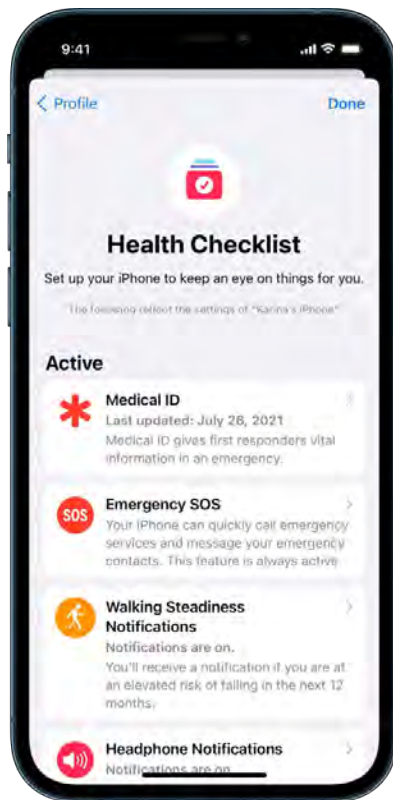 9:41
Profile
Done
Health Checklist
Set up your iPhone to keep an eye on things for you.
The following reflect the settings of "Karina's iPhone"
Active
Medical ID
Last updated: July 26, 2021
Medical ID gives first responders vital
information in an emergency.
SOS
Emergency SOS
Your iPhone can quickly call emergency
services and message your emergency
contacts. This feature is always active
Walking Steadiness
Notifications
Notifications are on.
You'll receive a notification if you are at
an elevated risk of falling in the next 12
months.
Headphone Notifications
Notifications are on